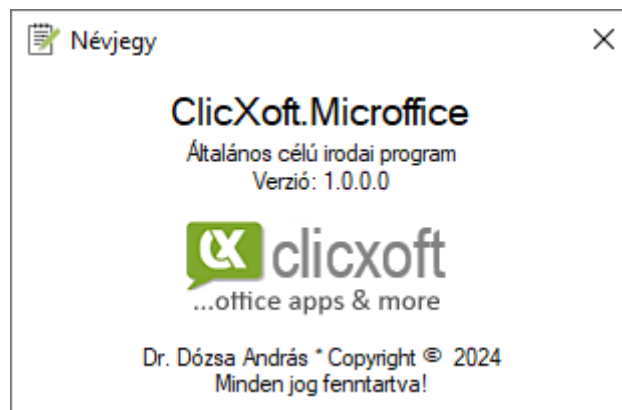 Névjegy
ClicXoft.Microffice
Általános célú irodai program
Verzió: 1.0.0.0
cx clicxoft
...office apps & more
Dr. Dózsa András * Copyright © 2024
Minden jog fenntartva!